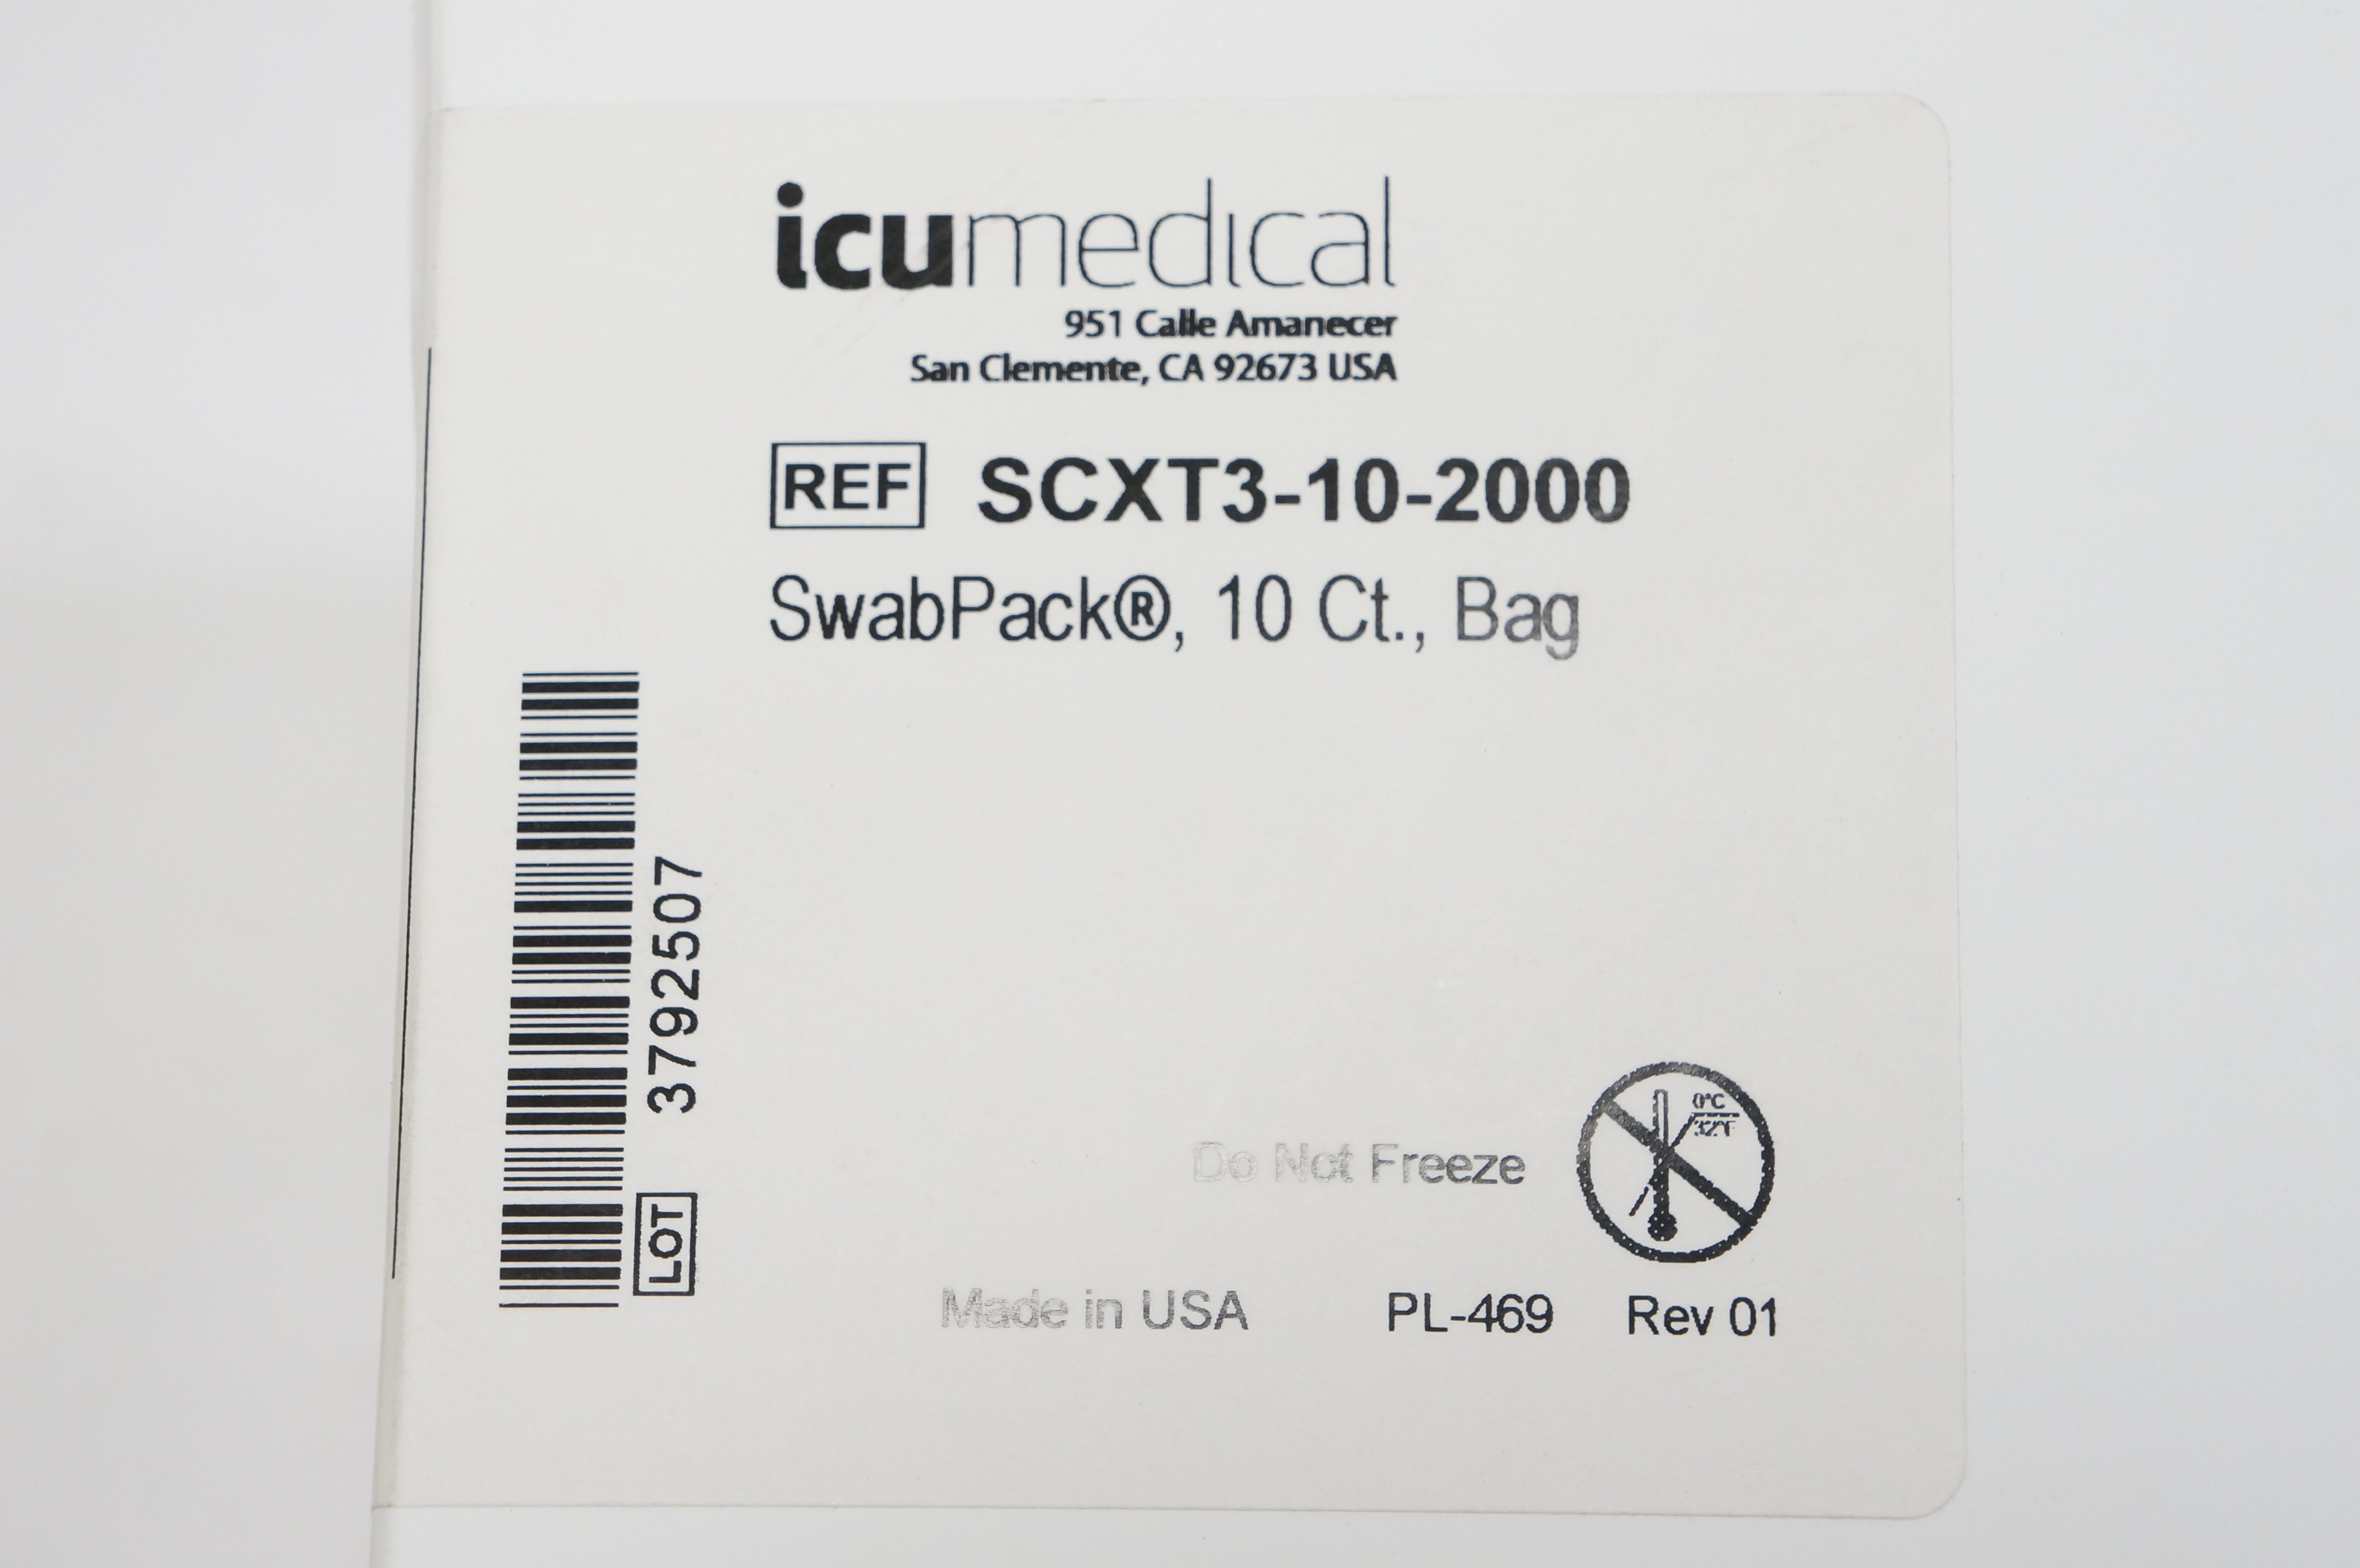 icumedical
951 Calle Amanecer
San Clemente, CA 92673 USA
REF SCXT3-10-2000
SwabPack®, 10 Ct., Bag
LOT 3792507
0°C
32°F
Do Not Freeze
Made in USA PL-469 Rev 01